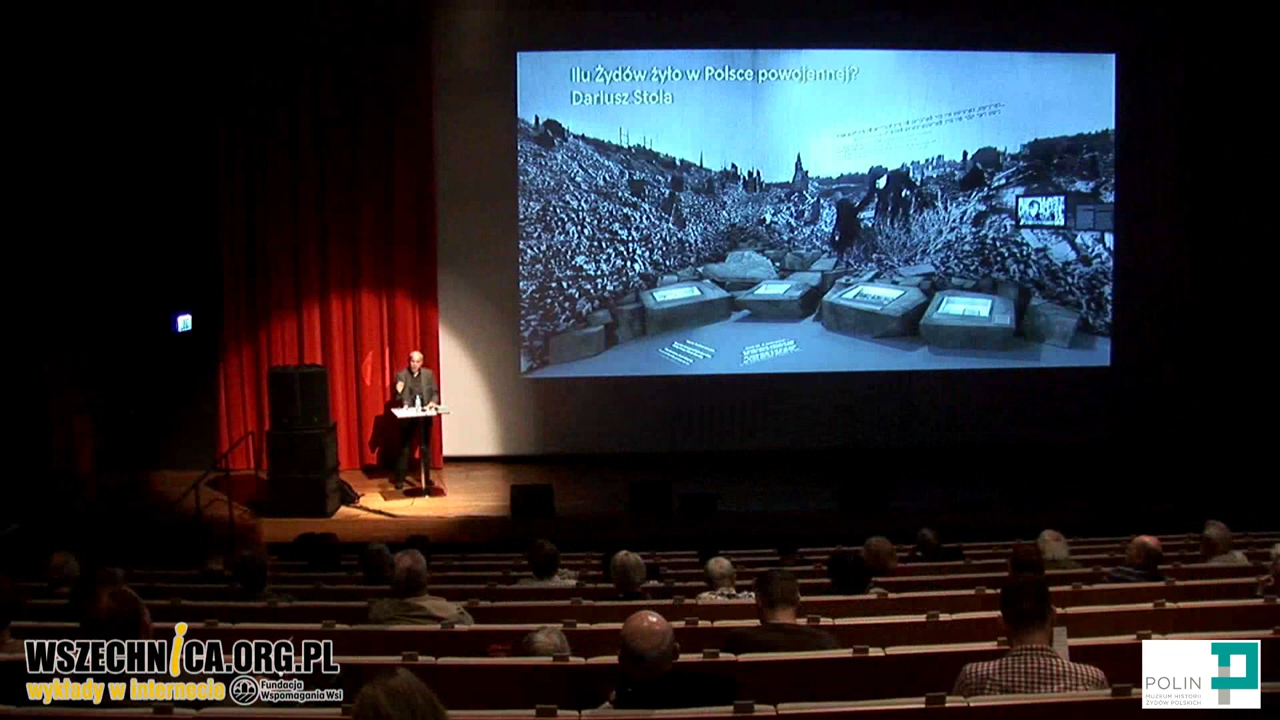 Ilu Żydów żyło w Polsce powojennej?
Dariusz Stola
WSZECHNICA.ORG.PL
wykłady w internecie
Fundacja
Wspomagania Wsi
POLIN
MUZEUM HISTORII
ŻYDÓW POLSKICH